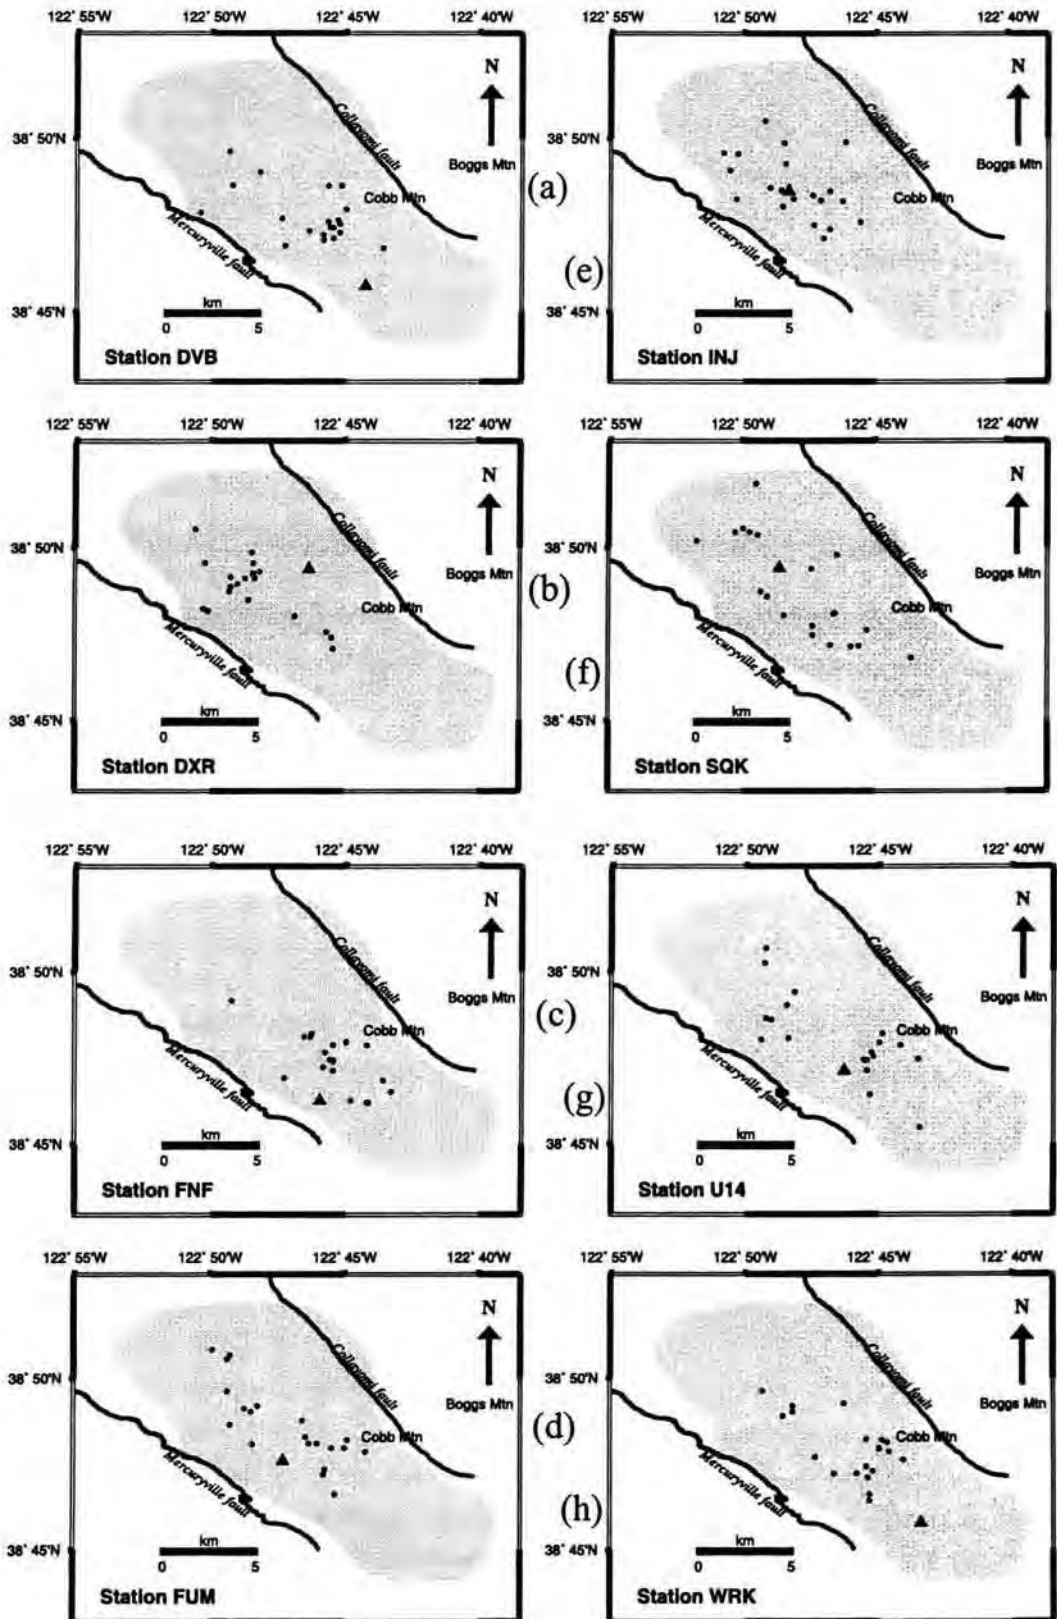 122° 55'W 122° 50'W 122° 45'W 122° 40'W
N
38° 50'N
Collayomi fault
Boggs Mtn
Cobb Mtn
Mercuryville fault
38° 45'N
km
0 5
Station DVB
(a)
122° 55'W 122° 50'W 122° 45'W 122° 40'W
N
38° 50'N
Collayomi fault
Boggs Mtn
Cobb Mtn
Mercuryville fault
38° 45'N
km
0 5
Station INJ
(e)
122° 55'W 122° 50'W 122° 45'W 122° 40'W
N
38° 50'N
Collayomi fault
Boggs Mtn
Cobb Mtn
Mercuryville fault
38° 45'N
km
0 5
Station DXR
(b)
122° 55'W 122° 50'W 122° 45'W 122° 40'W
N
38° 50'N
Collayomi fault
Boggs Mtn
Cobb Mtn
Mercuryville fault
38° 45'N
km
0 5
Station SQK
(f)
122° 55'W 122° 50'W 122° 45'W 122° 40'W
N
38° 50'N
Collayomi fault
Boggs Mtn
Cobb Mtn
Mercuryville fault
38° 45'N
km
0 5
Station FNF
(c)
122° 55'W 122° 50'W 122° 45'W 122° 40'W
N
38° 50'N
Collayomi fault
Boggs Mtn
Cobb Mtn
Mercuryville fault
38° 45'N
km
0 5
Station U14
(g)
122° 55'W 122° 50'W 122° 45'W 122° 40'W
N
38° 50'N
Collayomi fault
Boggs Mtn
Cobb Mtn
Mercuryville fault
38° 45'N
km
0 5
Station FUM
(d)
122° 55'W 122° 50'W 122° 45'W 122° 40'W
N
38° 50'N
Collayomi fault
Boggs Mtn
Cobb Mtn
Mercuryville fault
38° 45'N
km
0 5
Station WRK
(h)